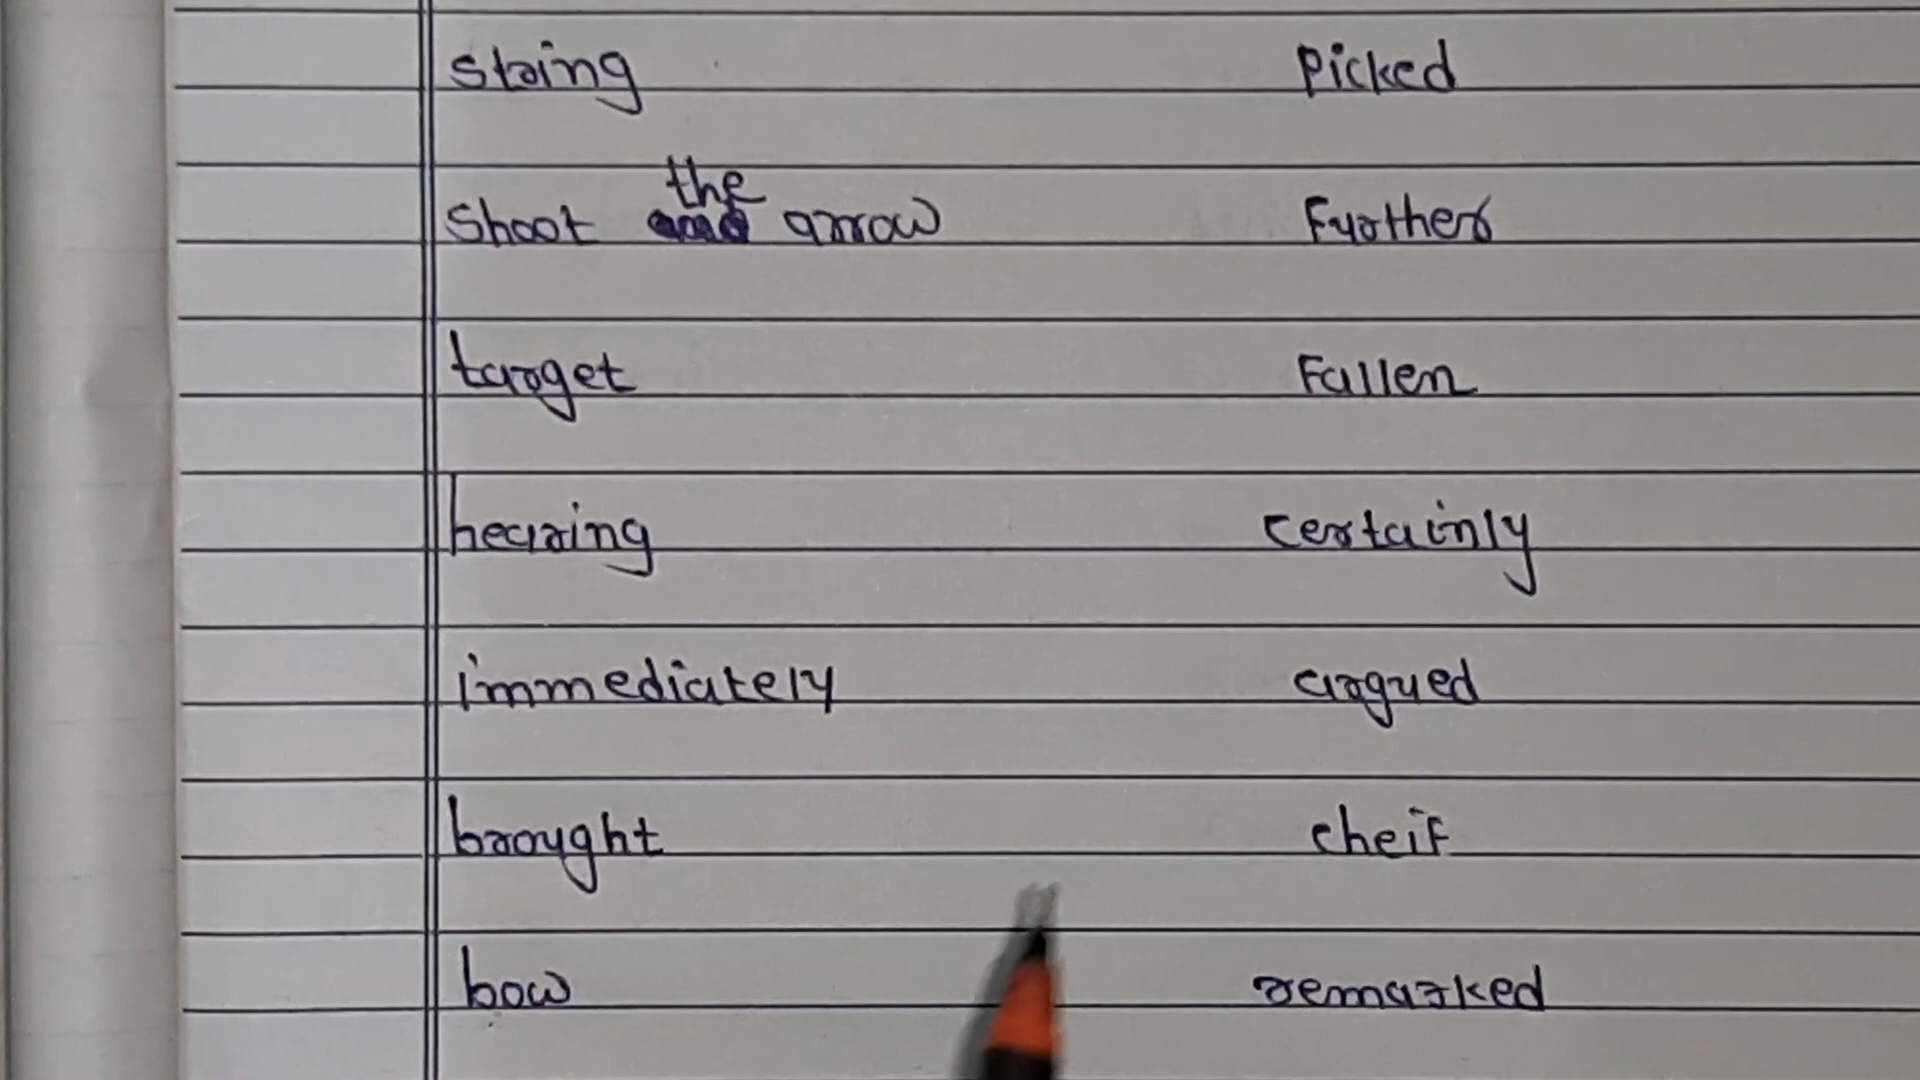 string Picked
shoot the arrow Further
target Fallen
hearing certainly
immediately argued
brought cheif
bow remarked